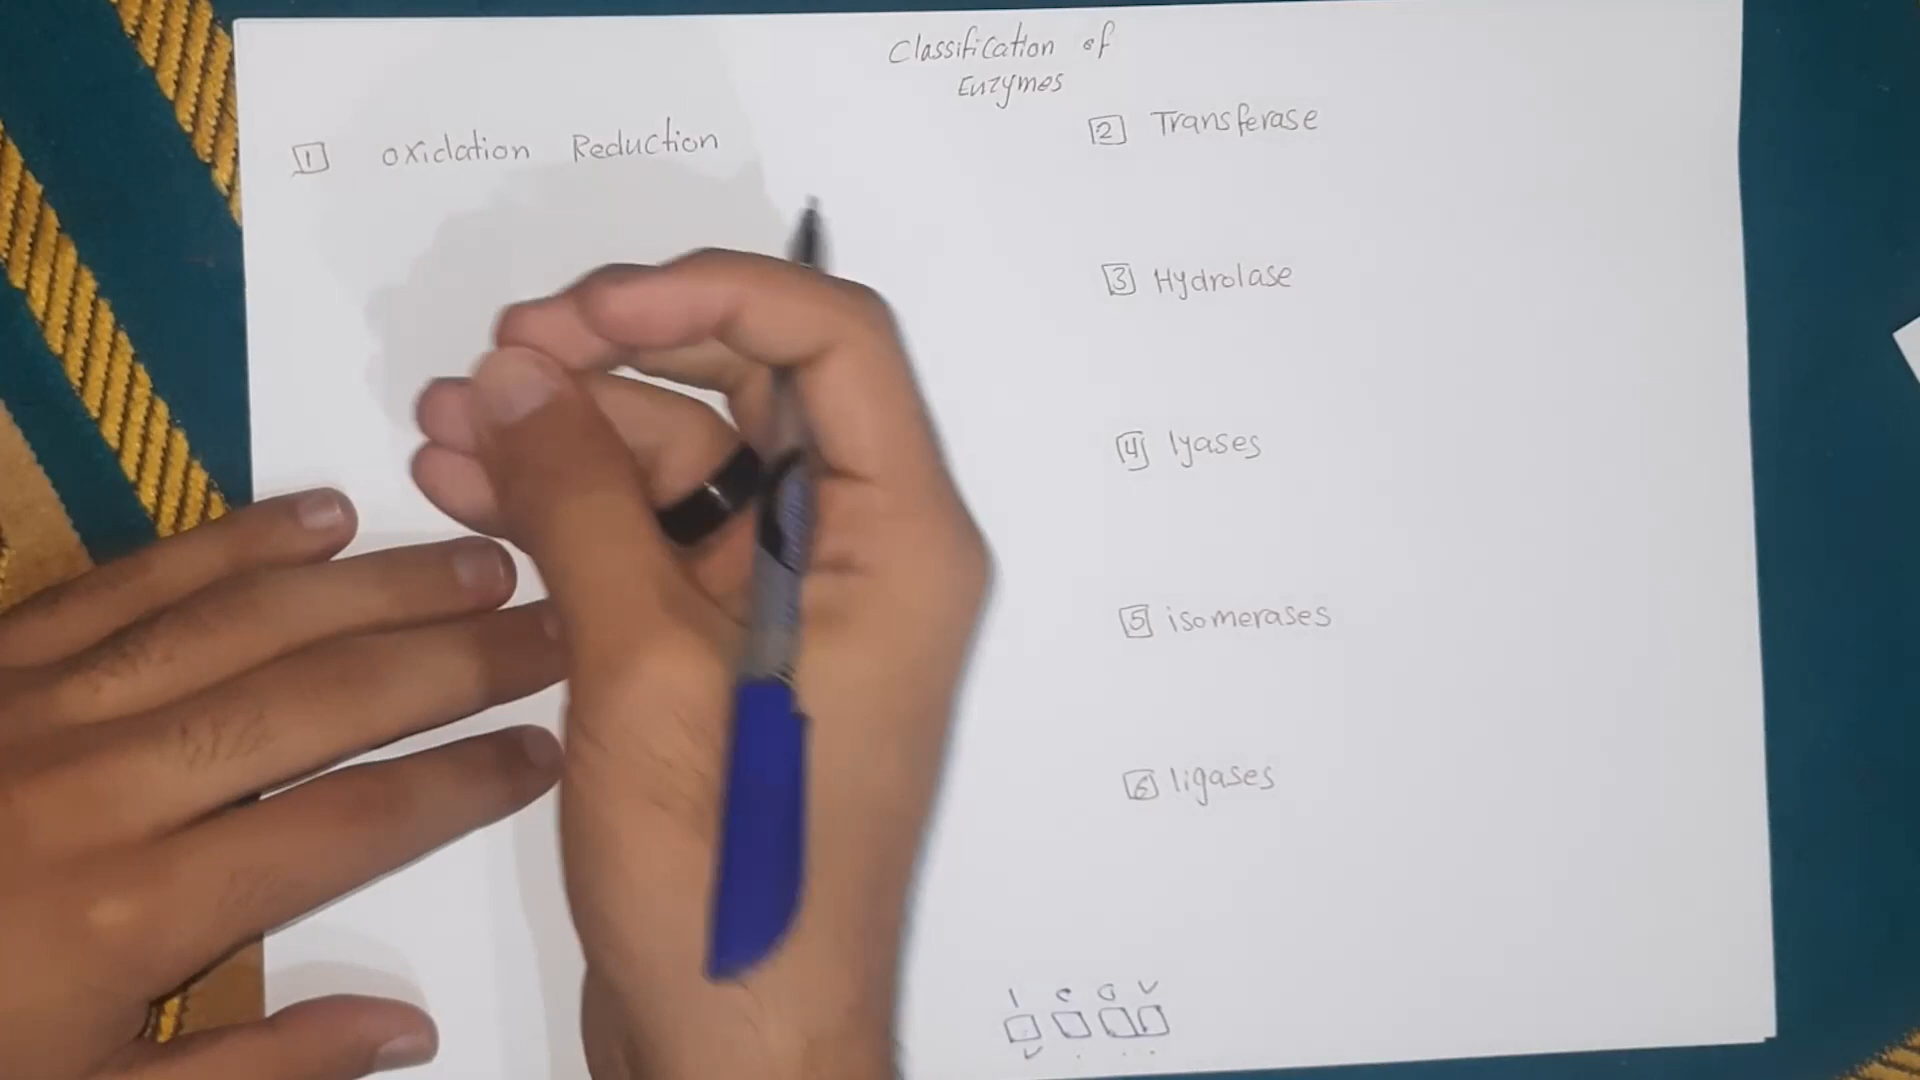 Classification of
Enzymes
1 oxidation Reduction
2 Transferase
3 Hydrolase
4 lyases
5 isomerases
6 ligases